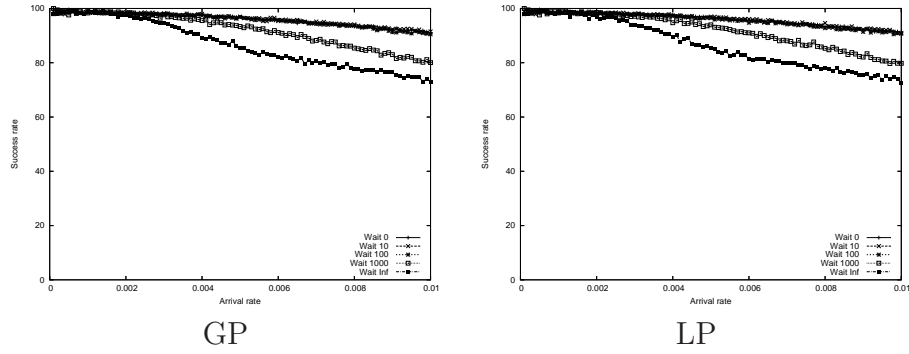 100
80
60
40
20
0
Success rate
0
0.002
0.004
0.006
0.008
0.01
Arrival rate
Wait 0
Wait 10
Wait 100
Wait 1000
Wait Inf
GP
100
80
60
40
20
0
Success rate
0
0.002
0.004
0.006
0.008
0.01
Arrival rate
Wait 0
Wait 10
Wait 100
Wait 1000
Wait Inf
LP